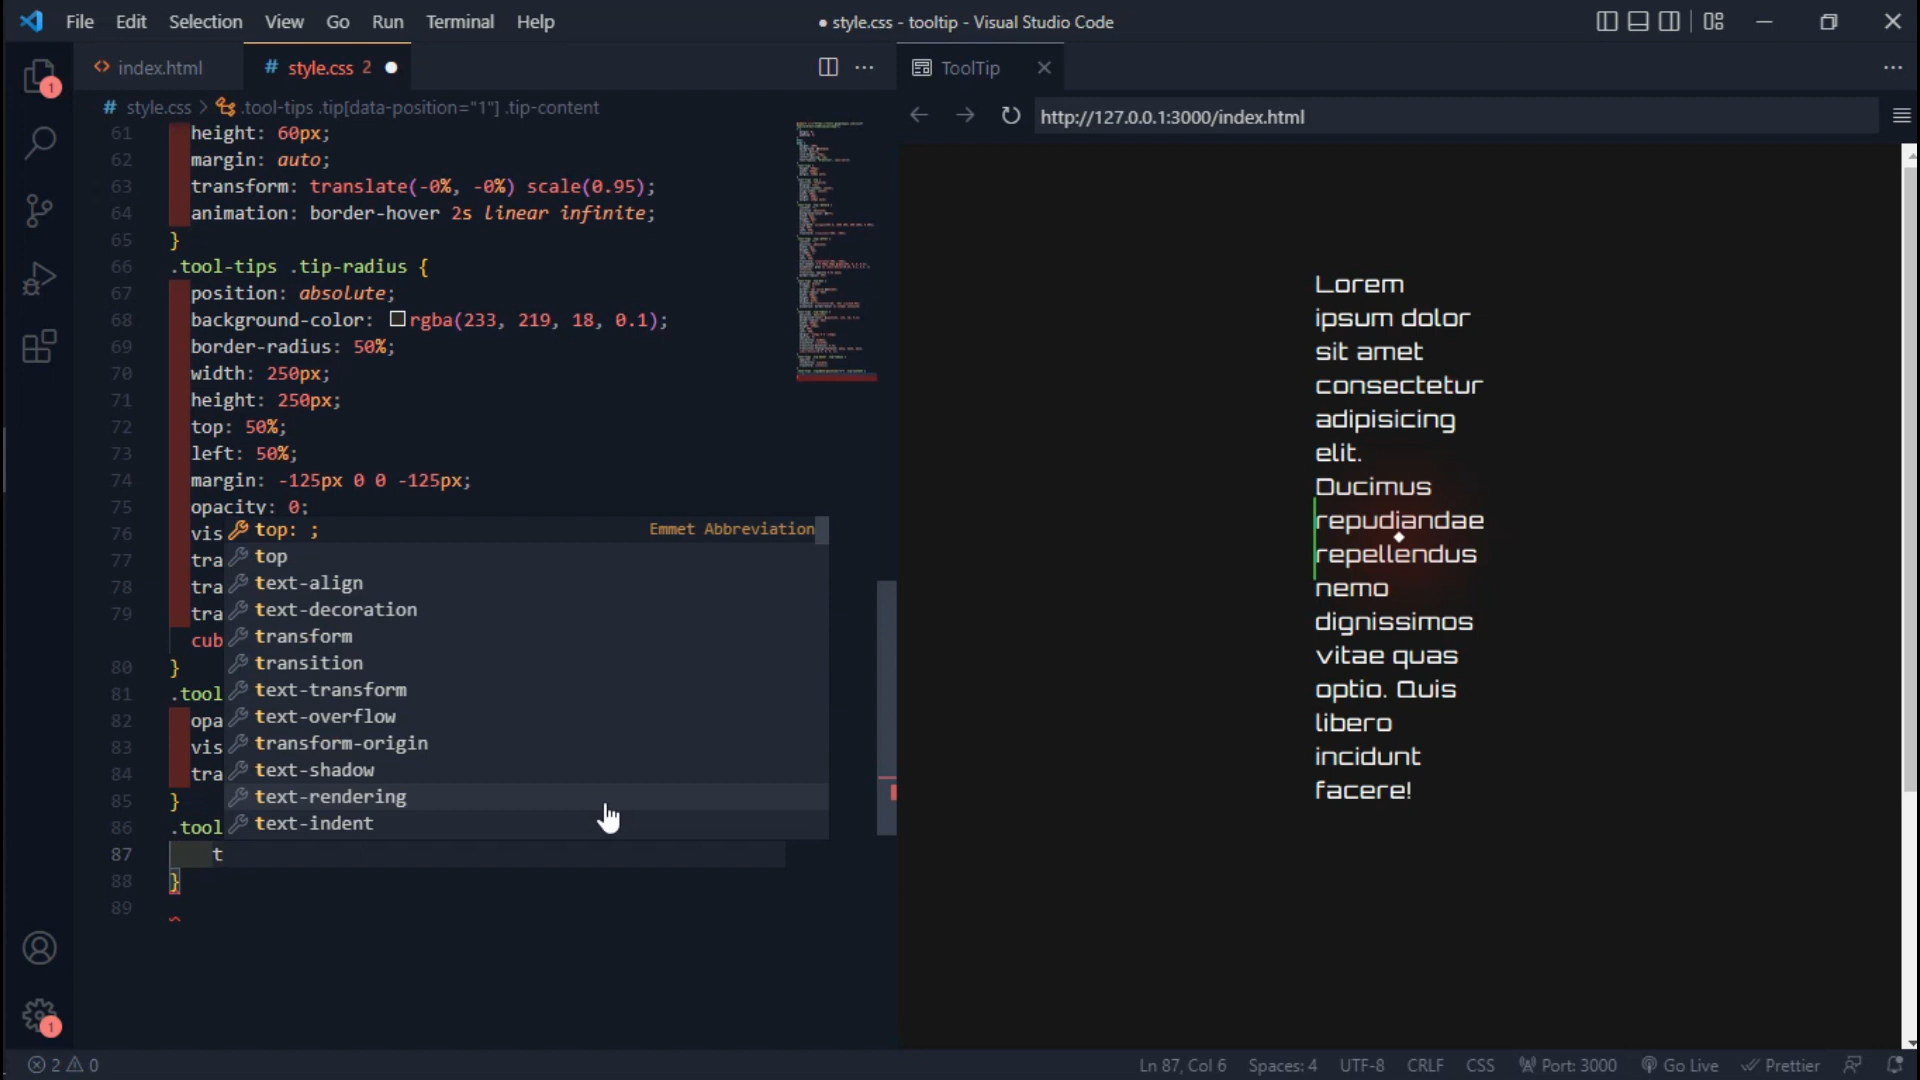 File Edit Selection View Go Run Terminal Help
● style.css - tooltip - Visual Studio Code
index.html
# style.css 2 ●
ToolTip
# style.css > .tool-tips .tip[data-position="1"] .tip-content
http://127.0.0.1:3000/index.html
61 height: 60px;
62 margin: auto;
63 transform: translate(-0%, -0%) scale(0.95);
64 animation: border-hover 2s linear infinite;
65 }
66 .tool-tips .tip-radius {
67 position: absolute;
68 background-color: rgba(233, 219, 18, 0.1);
69 border-radius: 50%;
70 width: 250px;
71 height: 250px;
72 top: 50%;
73 left: 50%;
74 margin: -125px 0 0 -125px;
75 opacity: 0;
76 vis
77 tra
78 tra
79 tra
cub
80 }
81 .tool
82 opa
83 vis
84 tra
85 }
86 .tool
87 t
88 }
89
top: ; Emmet Abbreviation
top
text-align
text-decoration
transform
transition
text-transform
text-overflow
transform-origin
text-shadow
text-rendering
text-indent
Lorem
ipsum dolor
sit amet
consectetur
adipisicing
elit.
Ducimus
repudiandae
repellendus
nemo
dignissimos
vitae quas
optio. Quis
libero
incidunt
facere!
1
1
2 0
Ln 87, Col 6 Spaces: 4 UTF-8 CRLF CSS Port: 3000 Go Live Prettier